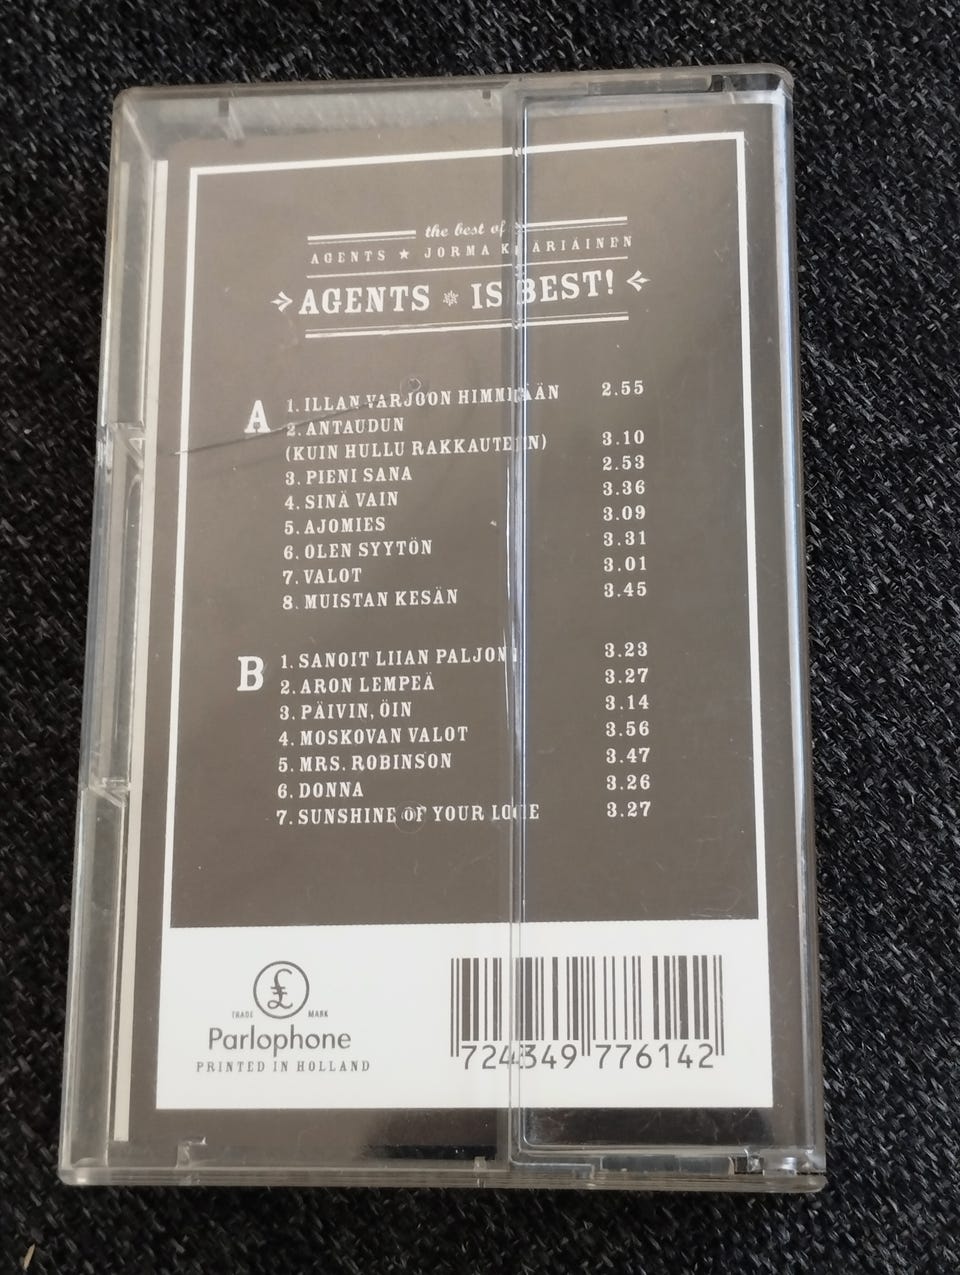 the best of
AGENTS ★ JORMA KÄÄRIÄINEN
AGENTS IS BEST!
A
1. ILLAN VARJOON HIMMEÄÄN 2.55
2. ANTAUDUN
(KUIN HULLU RAKKAUTEEN) 3.10
3. PIENI SANA 2.53
4. SINÄ VAIN 3.36
5. AJOMIES 3.09
6. OLEN SYYTÖN 3.31
7. VALOT 3.01
8. MUISTAN KESÄN 3.45
B
1. SANOIT LIIAN PALJON 3.23
2. ARON LEMPEÄ 3.27
3. PÄIVIN, ÖIN 3.14
4. MOSKOVAN VALOT 3.56
5. MRS. ROBINSON 3.47
6. DONNA 3.26
7. SUNSHINE OF YOUR LOVE 3.27
£
TRADE MARK
Parlophone
PRINTED IN HOLLAND
724349 776142